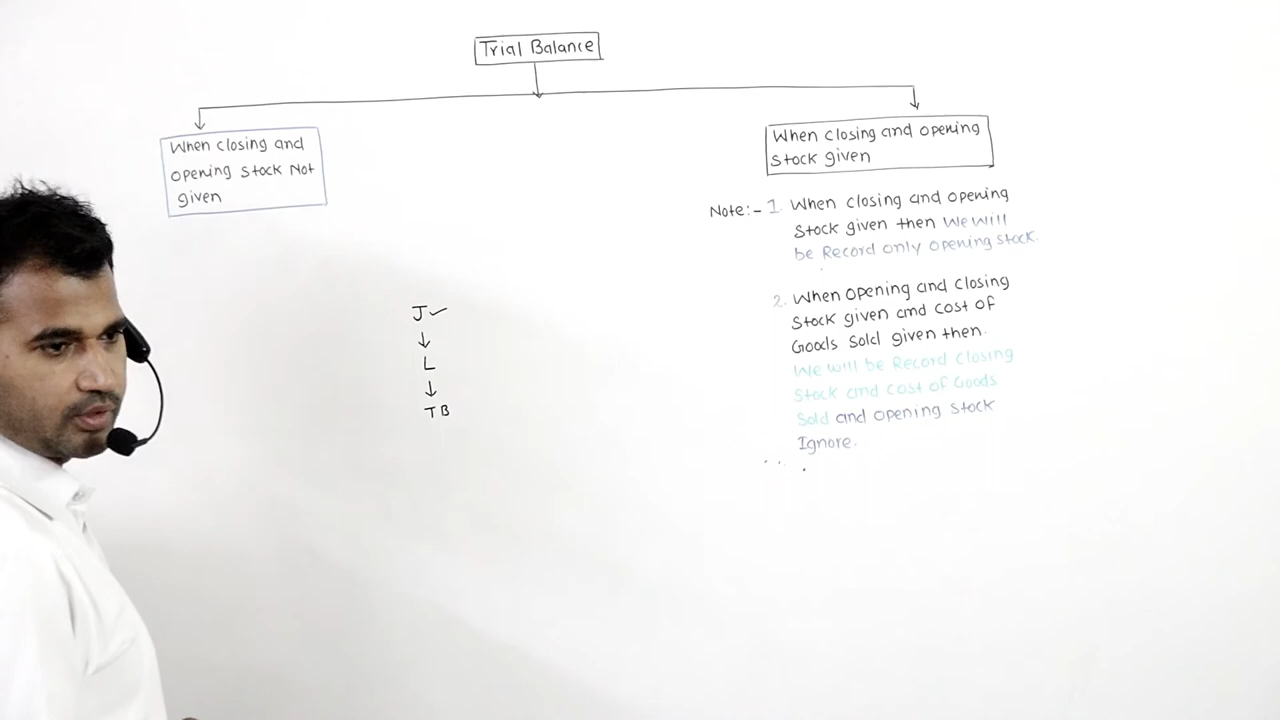 Trial Balance
When closing and
opening stock Not
given
When closing and opening
stock given
Note:- 1. When closing and opening
stock given then We will
be Record only opening stock.
2. When opening and closing
stock given and cost of
Goods sold given then.
We will be Record closing
stock and cost of Goods
sold and opening stock
Ignore.
J✓
↓
L
↓
TB